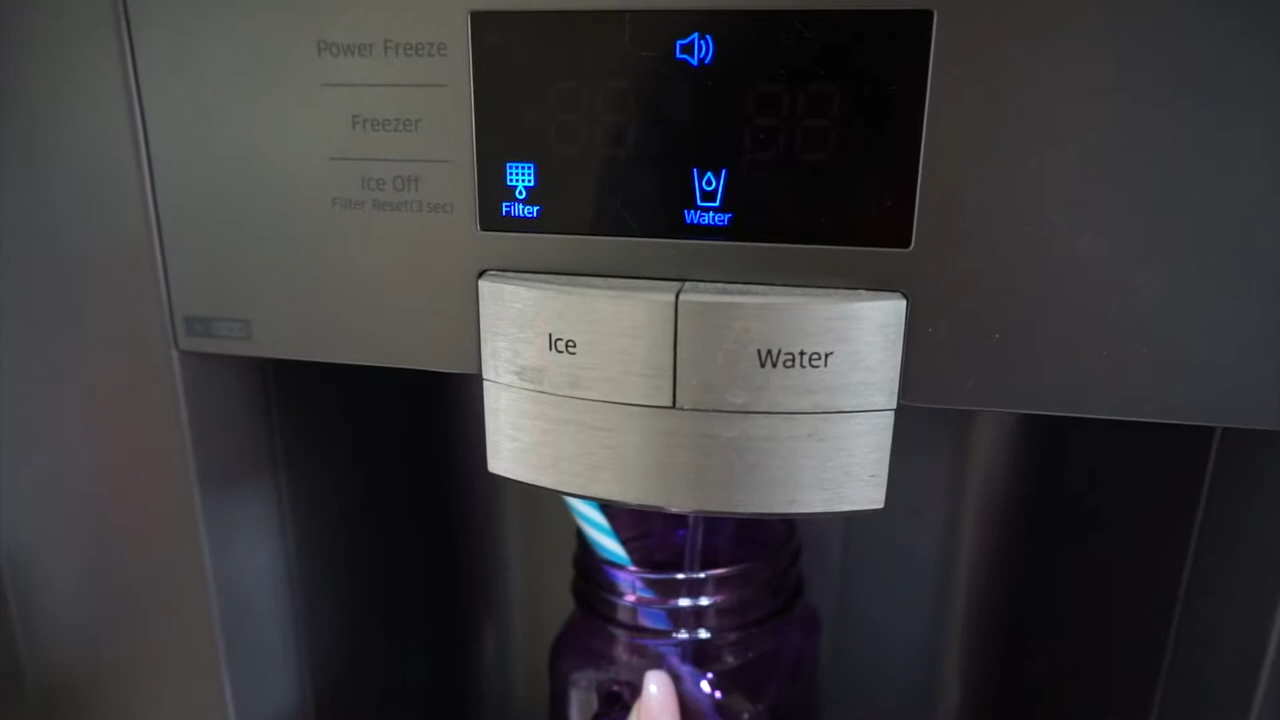 Power Freeze
Freezer
Ice Off
Filter Reset(3 sec)
Filter
Water
Ice
Water